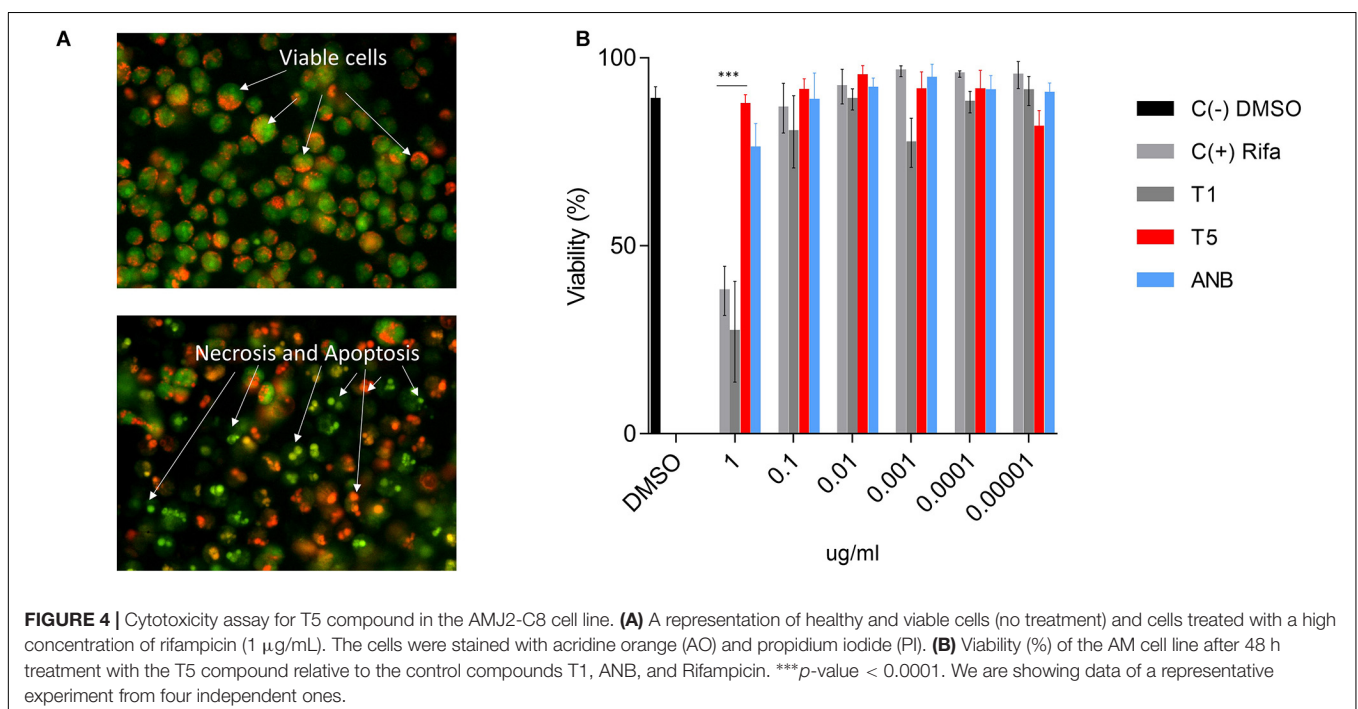 A
Viable cells
Necrosis and Apoptosis
B
Viability (%)
100
50
0
***
DMSO
1
0.1
0.01
0.001
0.0001
0.00001
ug/ml
C(-) DMSO
C(+) Rifa
T1
T5
ANB
FIGURE 4 | Cytotoxicity assay for T5 compound in the AMJ2-C8 cell line. (A) A representation of healthy and viable cells (no treatment) and cells treated with a high
concentration of rifampicin (1 μg/mL). The cells were stained with acridine orange (AO) and propidium iodide (PI). (B) Viability (%) of the AM cell line after 48 h
treatment with the T5 compound relative to the control compounds T1, ANB, and Rifampicin. ***p-value < 0.0001. We are showing data of a representative
experiment from four independent ones.